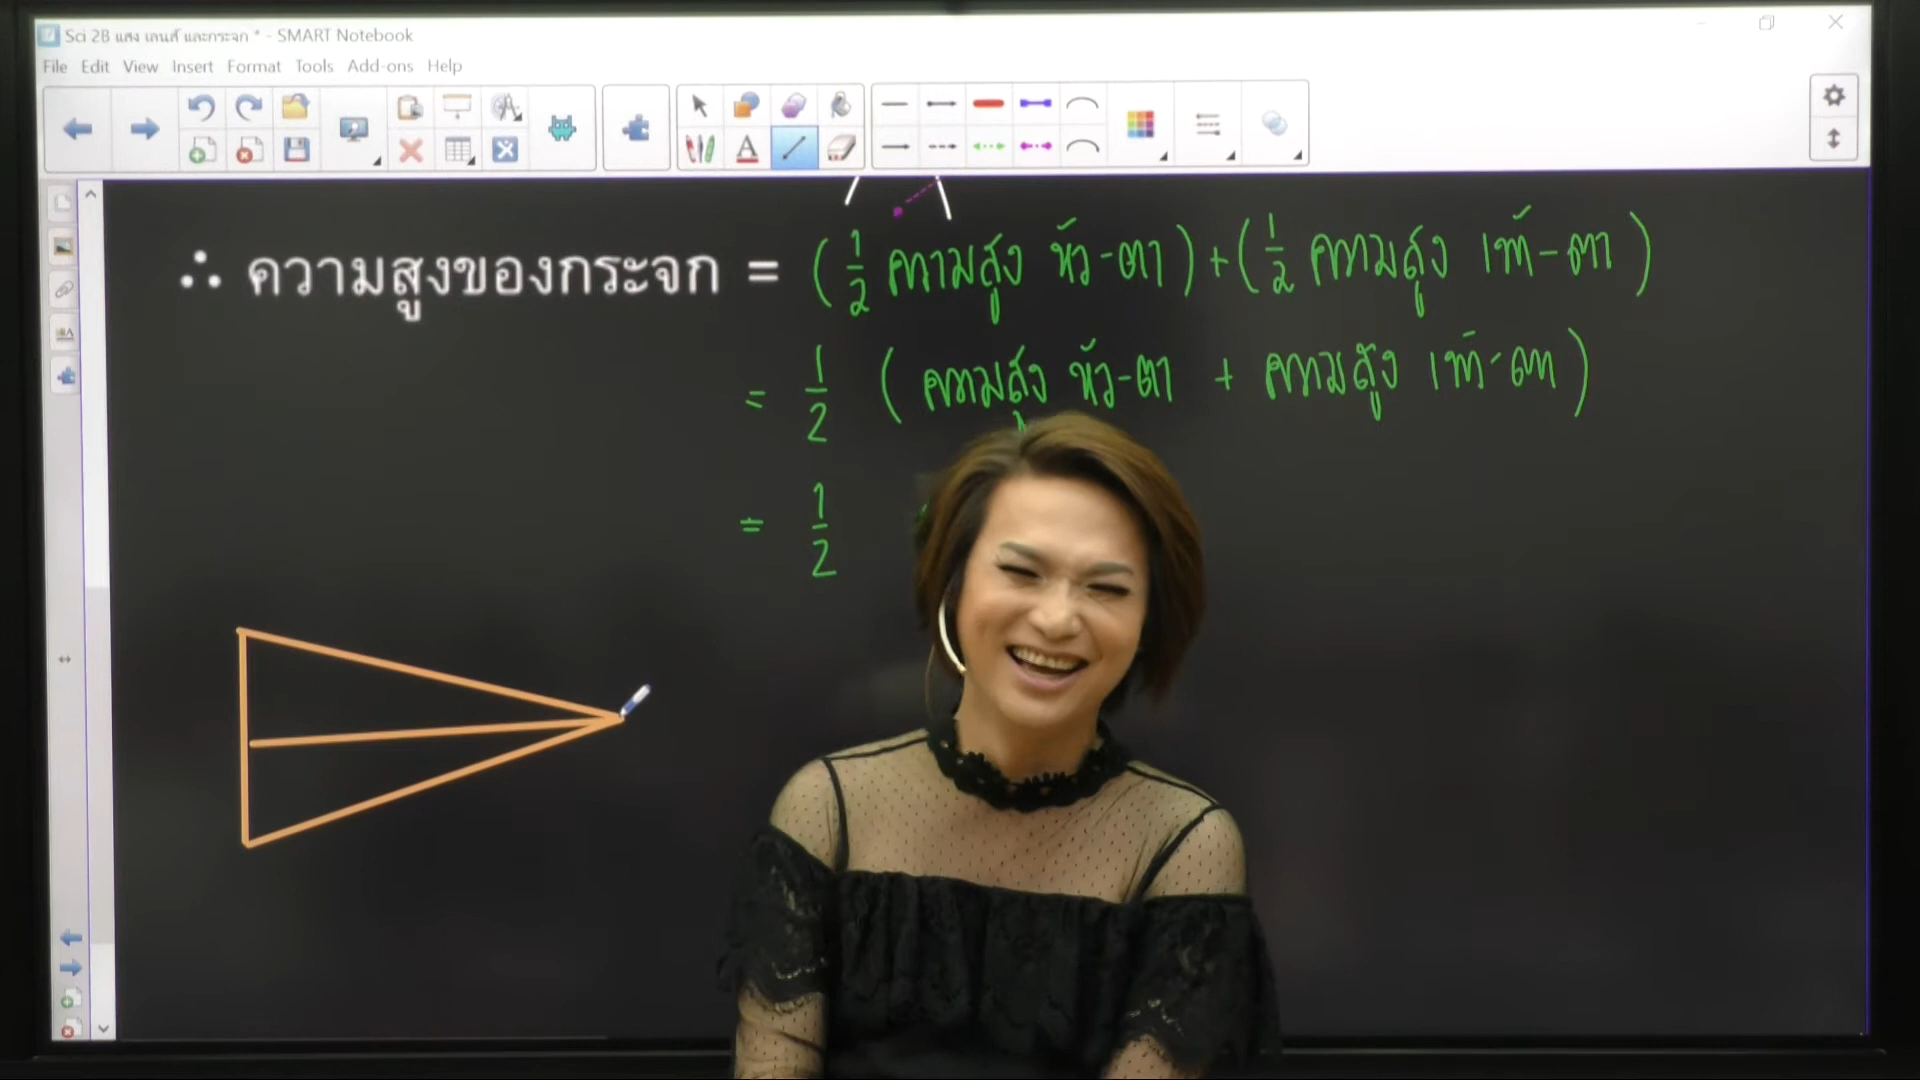 Sci 2B แสง เลนส์ และกระจก * - SMART Notebook
File Edit View Insert Format Tools Add-ons Help
∴ ความสูงของกระจก = (1/2 ความสูง หัว-ตา) + (1/2 ความสูง เท้า-ตา)
= 1/2 (ความสูง หัว-ตา + ความสูง เท้า-ตา)
= 1/2